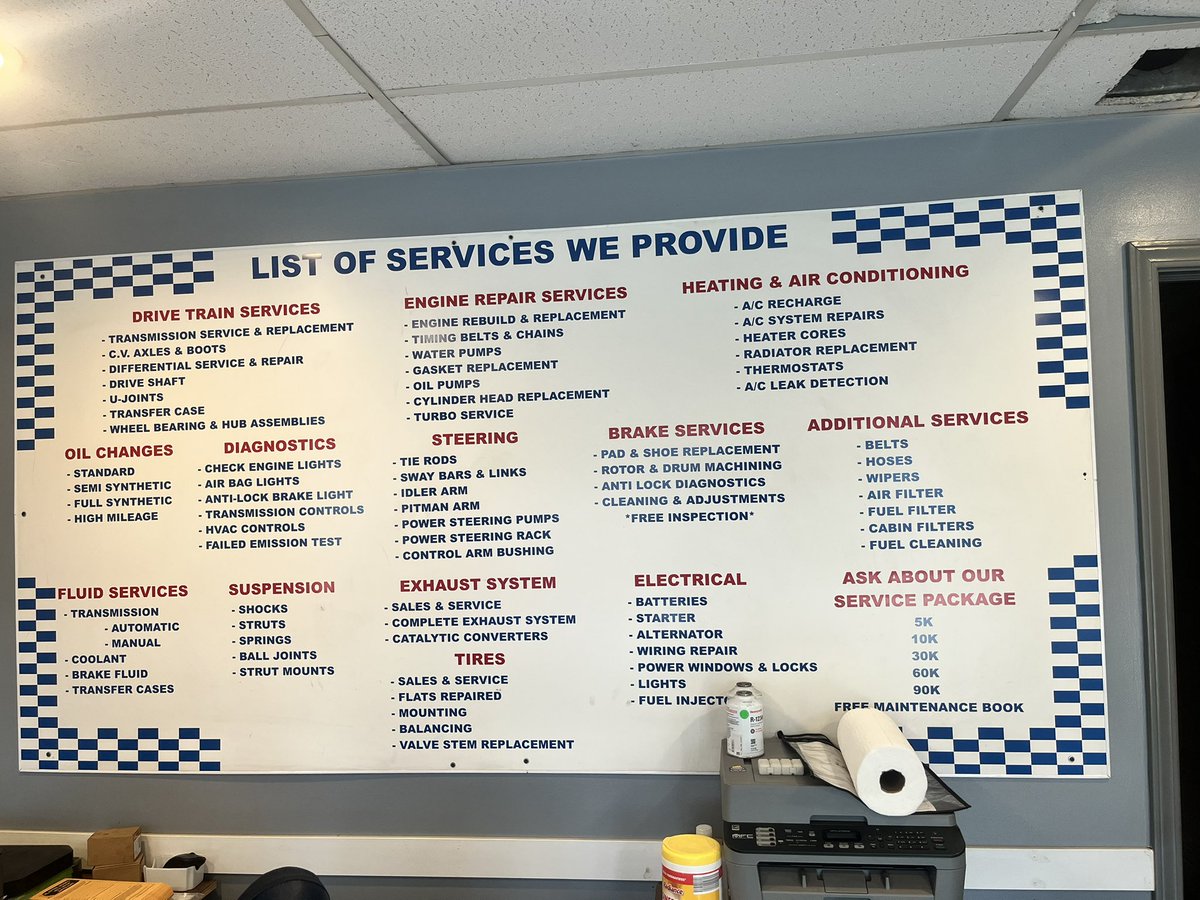 LIST OF SERVICES WE PROVIDE
DRIVE TRAIN SERVICES
- TRANSMISSION SERVICE & REPLACEMENT
- C.V. AXLES & BOOTS
- DIFFERENTIAL SERVICE & REPAIR
- DRIVE SHAFT
- U-JOINTS
- TRANSFER CASE
- WHEEL BEARING & HUB ASSEMBLIES
ENGINE REPAIR SERVICES
- ENGINE REBUILD & REPLACEMENT
- TIMING BELTS & CHAINS
- WATER PUMPS
- GASKET REPLACEMENT
- OIL PUMPS
- CYLINDER HEAD REPLACEMENT
- TURBO SERVICE
HEATING & AIR CONDITIONING
- A/C RECHARGE
- A/C SYSTEM REPAIRS
- HEATER CORES
- RADIATOR REPLACEMENT
- THERMOSTATS
- A/C LEAK DETECTION
OIL CHANGES
- STANDARD
- SEMI SYNTHETIC
- FULL SYNTHETIC
- HIGH MILEAGE
DIAGNOSTICS
- CHECK ENGINE LIGHTS
- AIR BAG LIGHTS
- ANTI-LOCK BRAKE LIGHT
- TRANSMISSION CONTROLS
- HVAC CONTROLS
- FAILED EMISSION TEST
STEERING
- TIE RODS
- SWAY BARS & LINKS
- IDLER ARM
- PITMAN ARM
- POWER STEERING PUMPS
- POWER STEERING RACK
- CONTROL ARM BUSHING
BRAKE SERVICES
- PAD & SHOE REPLACEMENT
- ROTOR & DRUM MACHINING
- ANTI LOCK DIAGNOSTICS
- CLEANING & ADJUSTMENTS
*FREE INSPECTION*
ADDITIONAL SERVICES
- BELTS
- HOSES
- WIPERS
- AIR FILTER
- FUEL FILTER
- CABIN FILTERS
- FUEL CLEANING
FLUID SERVICES
- TRANSMISSION
- AUTOMATIC
- MANUAL
- COOLANT
- BRAKE FLUID
- TRANSFER CASES
SUSPENSION
- SHOCKS
- STRUTS
- SPRINGS
- BALL JOINTS
- STRUT MOUNTS
EXHAUST SYSTEM
- SALES & SERVICE
- COMPLETE EXHAUST SYSTEM
- CATALYTIC CONVERTERS
TIRES
- SALES & SERVICE
- FLATS REPAIRED
- MOUNTING
- BALANCING
- VALVE STEM REPLACEMENT
ELECTRICAL
- BATTERIES
- STARTER
- ALTERNATOR
- WIRING REPAIR
- POWER WINDOWS & LOCKS
- LIGHTS
- FUEL INJECTO
ASK ABOUT OUR
SERVICE PACKAGE
5K
10K
30K
60K
90K
FREE MAINTENANCE BOOK
MFC